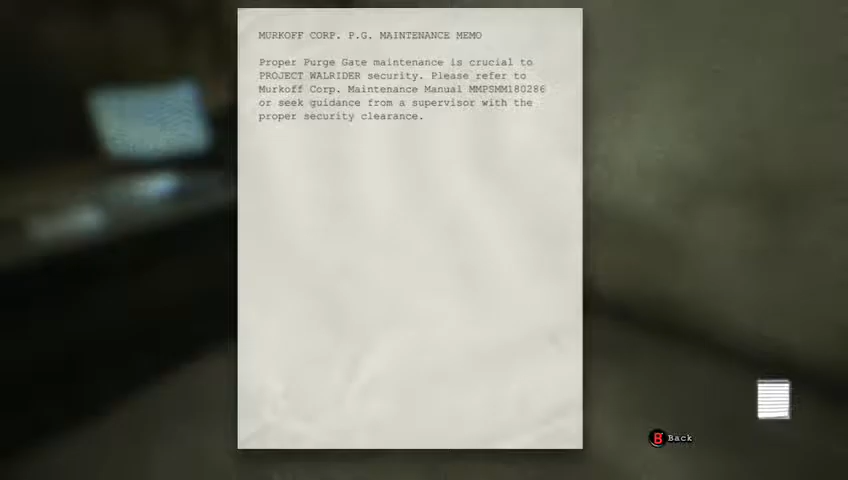 MURKOFF CORP. P.G. MAINTENANCE MEMO
Proper Purge Gate maintenance is crucial to
PROJECT WALRIDER security. Please refer to
Murkoff Corp. Maintenance Manual MMPSMM180286
or seek guidance from a supervisor with the
proper security clearance.
B Back